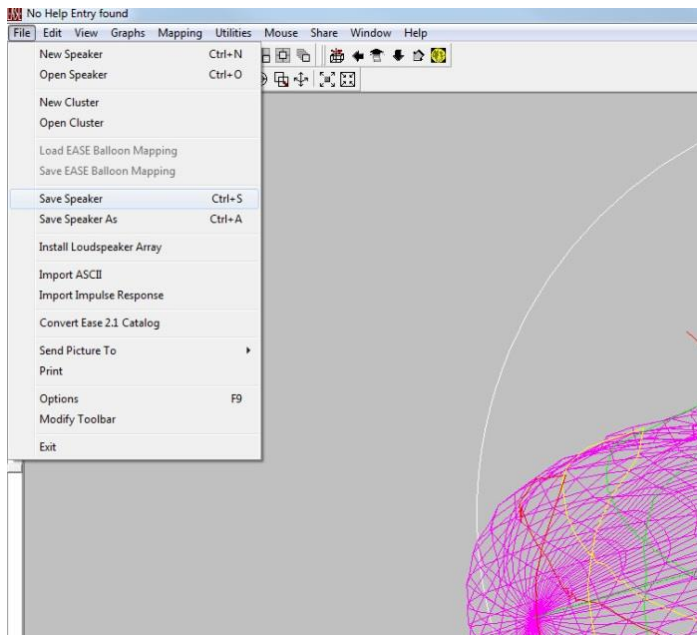 No Help Entry found
File Edit View Graphs Mapping Utilities Mouse Share Window Help
New Speaker Ctrl+N
Open Speaker Ctrl+O
New Cluster
Open Cluster
Load EASE Balloon Mapping
Save EASE Balloon Mapping
Save Speaker Ctrl+S
Save Speaker As Ctrl+A
Install Loudspeaker Array
Import ASCII
Import Impulse Response
Convert Ease 2.1 Catalog
Send Picture To
Print
Options F9
Modify Toolbar
Exit